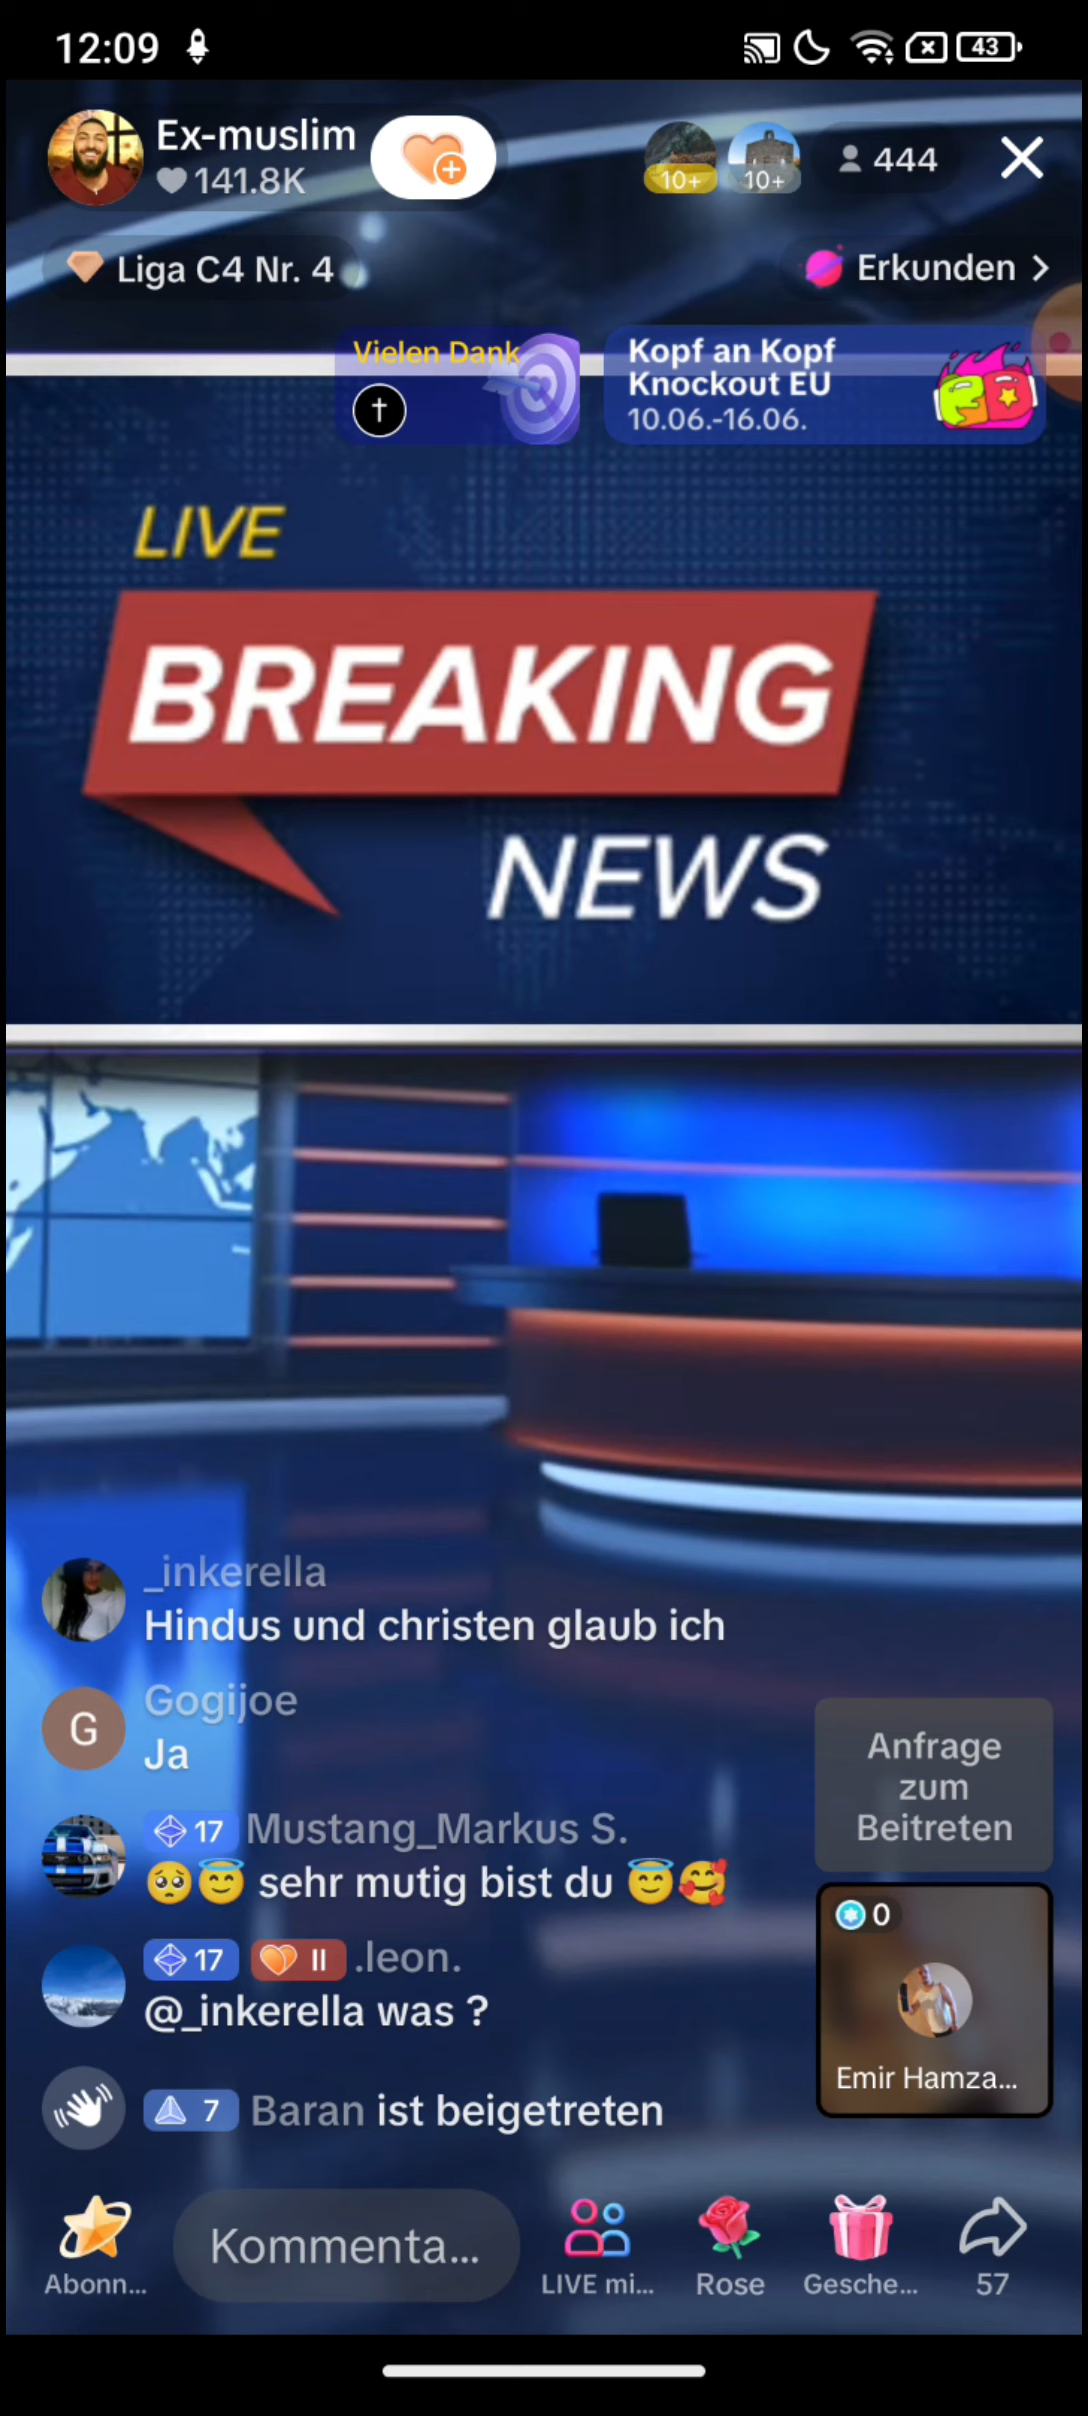 12:09
43
Ex-muslim
141.8K
10+
10+
444
Liga C4 Nr. 4
Erkunden
Vielen Dank
Kopf an Kopf
Knockout EU
10.06.-16.06.
LIVE
BREAKING
NEWS
_inkerella
Hindus und christen glaub ich
G
Gogijoe
Ja
17 Mustang_Markus S.
🥺😇 sehr mutig bist du 😇🥰
17 II .leon.
@_inkerella was ?
7 Baran ist beigetreten
Anfrage
zum
Beitreten
0
Emir Hamza...
Abonn...
Kommenta...
LIVE mi...
Rose
Gesche...
57